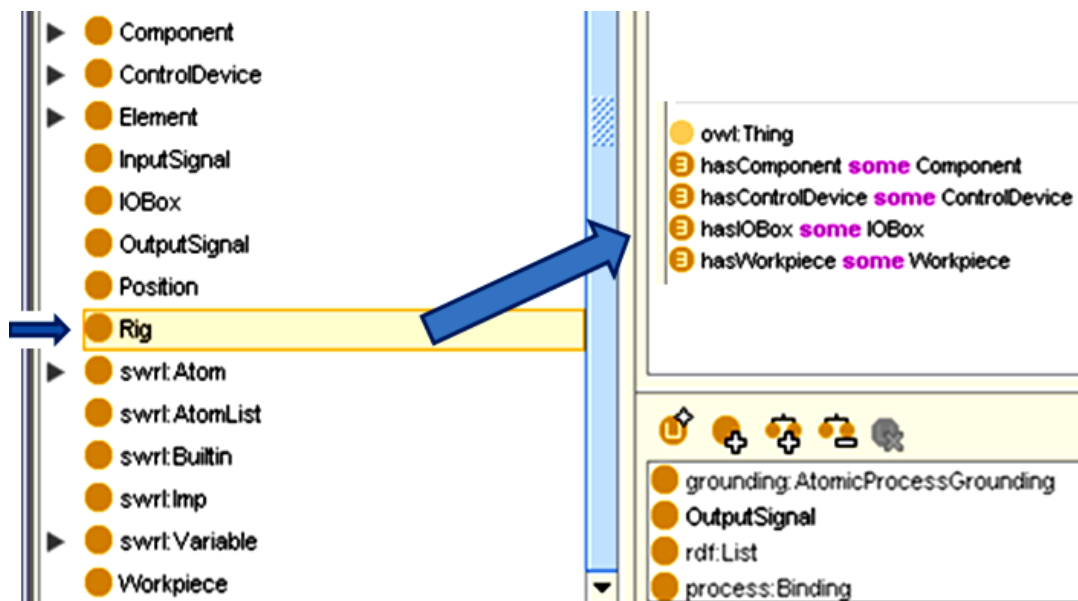 Component
ControlDevice
Element
InputSignal
IOBox
OutputSignal
Position
Rig
swrl:Atom
swrl:AtomList
swrl:Builtin
swrl:Imp
swrl:Variable
Workpiece
owl:Thing
hasComponent some Component
hasControlDevice some ControlDevice
hasIOBox some IOBox
hasWorkpiece some Workpiece
grounding:AtomicProcessGrounding
OutputSignal
rdf:List
process:Binding